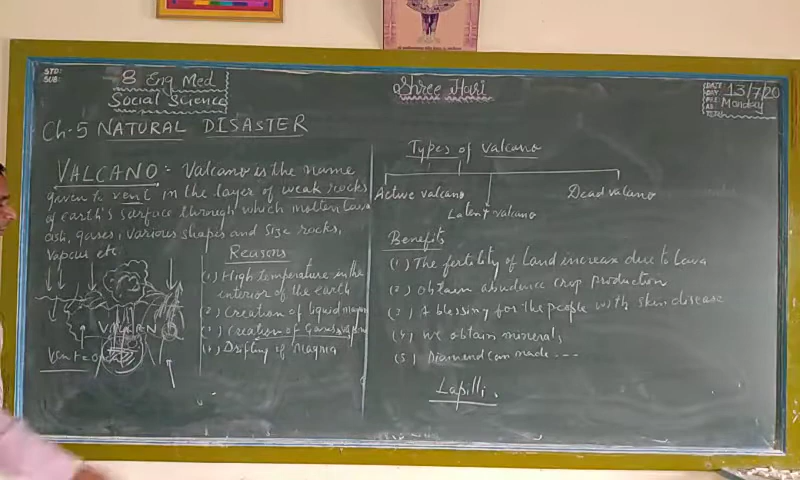 STD:
SUB:
8 Eng Med
Social Science
Shree Hari
DATE 13/7/20
DAY Monday
Ch-5 NATURAL DISASTER
VALCANO:- Valcano is the name
given to vent in the layer of weak rocks
of earth's surface through which molten lava
ash, gases, various shapes and size rocks,
vapour etc.
Reasons
(1) High temperature in the
interior of the earth
(2) Creation of liquid magma
(3) Creation of Gases & vapour
(4) Drifting of Magma
VALCAN
Vent
Types of valcano
Active valcano
Latent valcano
Dead valcano
Benefits
(1) The fertility of Land increase due to Lava
(2) obtain abundence crop production
(3) A blessing for the people with skin disease
(4) we obtain minerals
(5) Diamond can made ---
Lapilli.